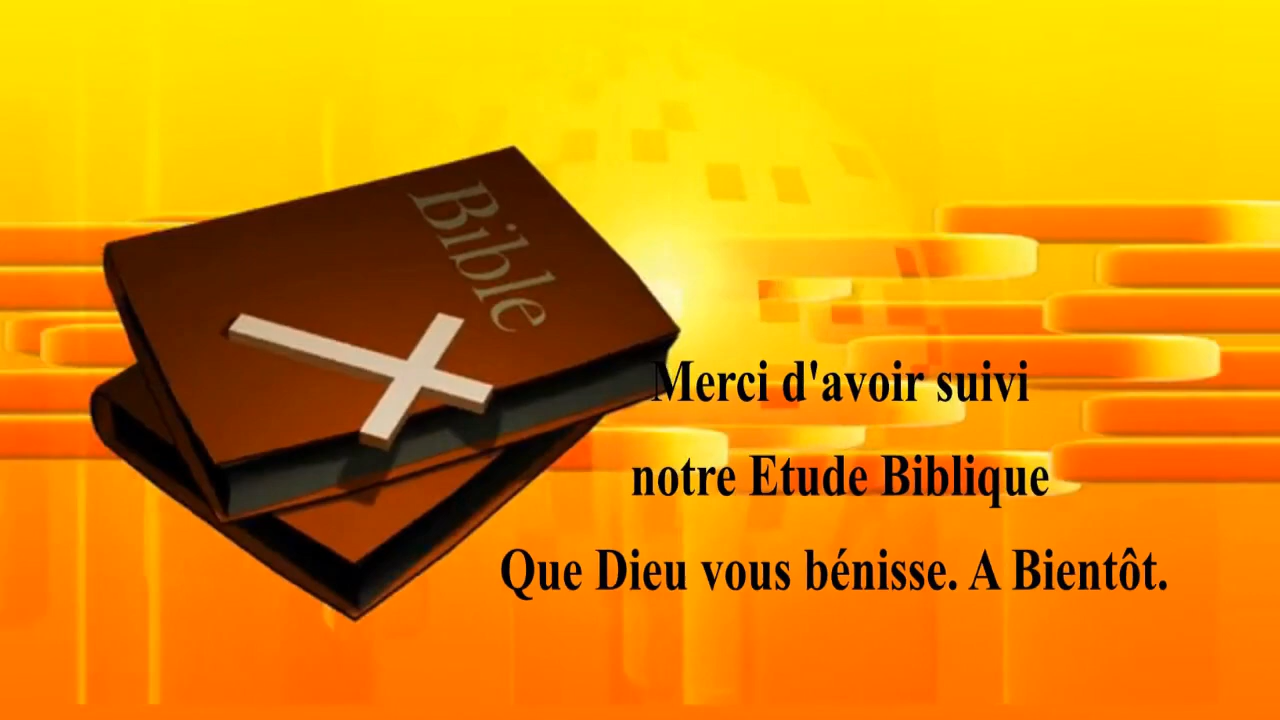 Bible
Merci d'avoir suivi
notre Etude Biblique
Que Dieu vous bénisse. A Bientôt.